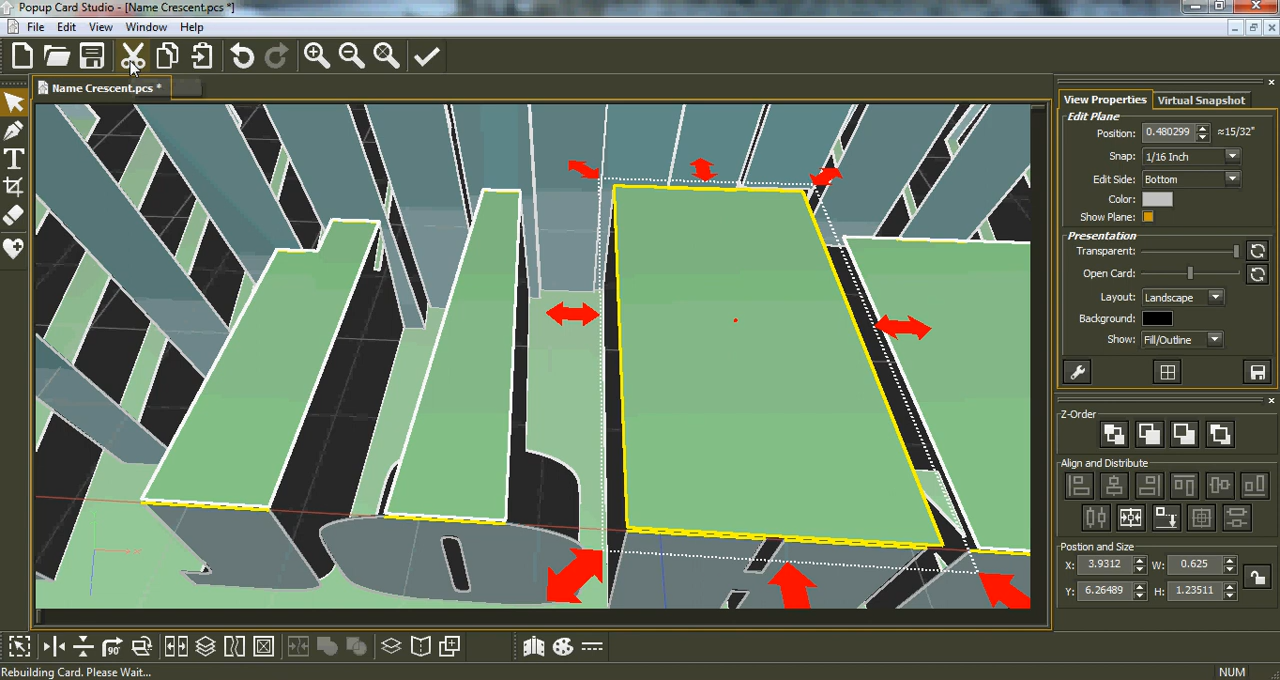 Popup Card Studio - [Name Crescent.pcs *]
File Edit View Window Help
Name Crescent.pcs *
View Properties Virtual Snapshot
Edit Plane
Position: 0.480299 ≈15/32"
Snap: 1/16 Inch
Edit Side: Bottom
Color:
Show Plane:
Presentation
Transparent:
Open Card:
Layout: Landscape
Background:
Show: Fill/Outline
Z-Order
Align and Distribute
Postion and Size
X: 3.9312 W: 0.625
Y: 6.26489 H: 1.23511
90°
Rebuilding Card. Please Wait... NUM